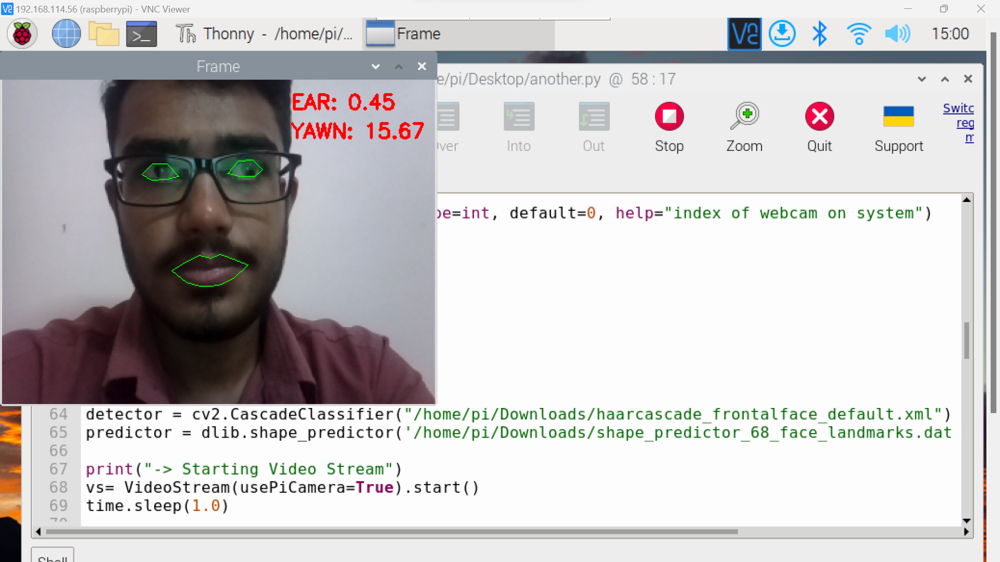 192.168.114.56 (raspberrypi) - VNC Viewer
Thonny - /home/pi/...
Frame
15:00
Frame
e/pi/Desktop/another.py @ 58 : 17
EAR: 0.45
YAWN: 15.67
Into
Out
Stop
Zoom
Quit
Support
Switc
reg
m
pe=int, default=0, help="index of webcam on system")
64 detector = cv2.CascadeClassifier("/home/pi/Downloads/haarcascade_frontalface_default.xml")
65 predictor = dlib.shape_predictor('/home/pi/Downloads/shape_predictor_68_face_landmarks.dat
66
67 print("-> Starting Video Stream")
68 vs= VideoStream(usePiCamera=True).start()
69 time.sleep(1.0)
Shell